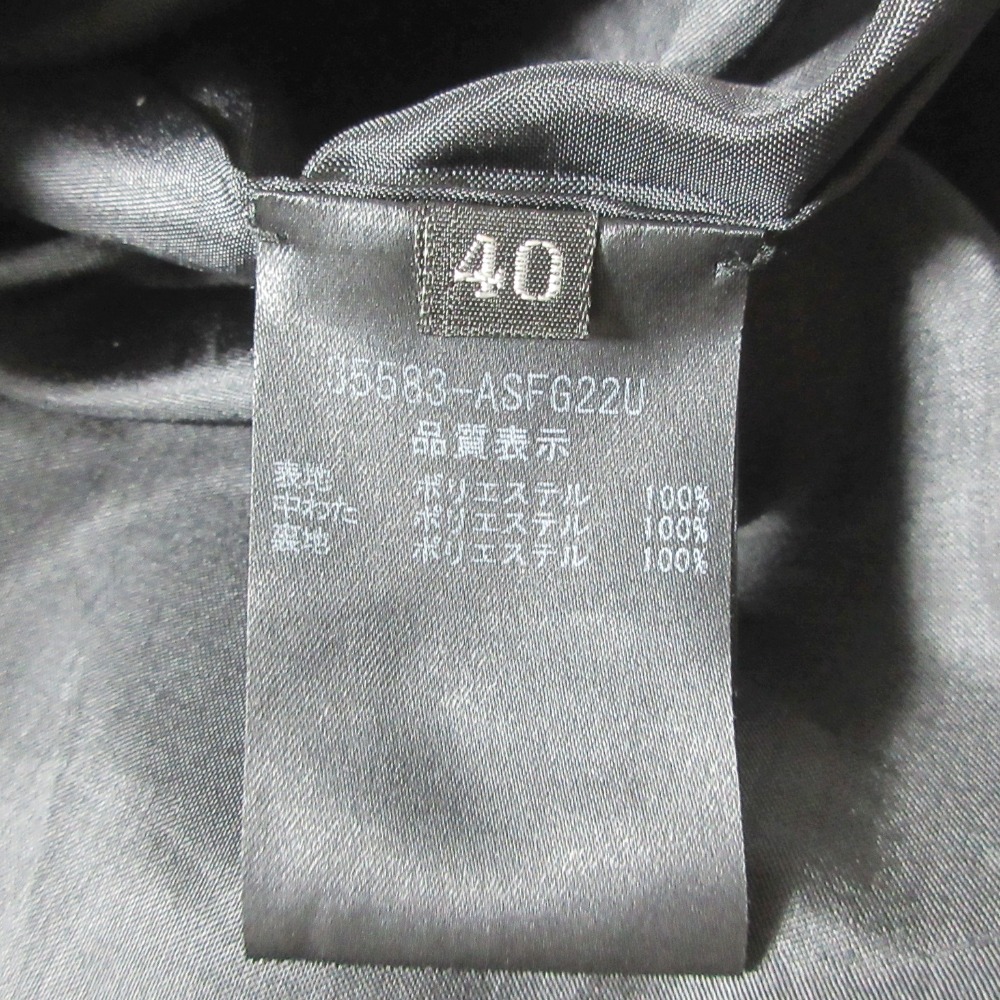 40
05583-ASFG22U
品質表示
表地 ポリエステル 100%
中わた ポリエステル 100%
裏地 ポリエステル 100%